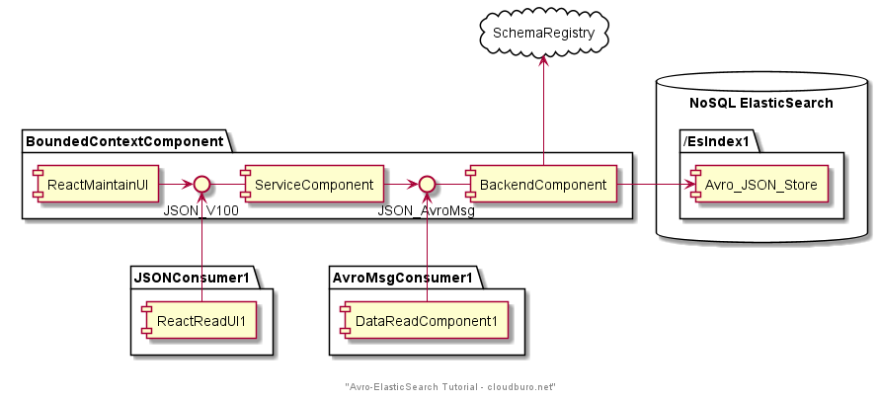 SchemaRegistry
NoSQL ElasticSearch
BoundedContextComponent
/EsIndex1
ReactMaintainUI
ServiceComponent
BackendComponent
Avro_JSON_Store
JSON_V100
JSON_AvroMsg
JSONConsumer1
AvroMsgConsumer1
ReactReadUI1
DataReadComponent1
"Avro-ElasticSearch Tutorial - cloudburo.net"